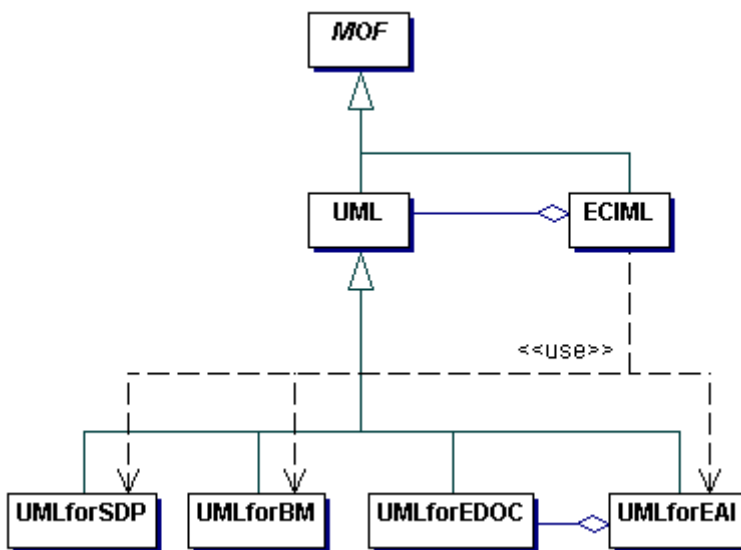 MOF
UML
ECIML
<<use>>
UMLforSDP
UMLforBM
UMLforEDOC
UMLforEAI